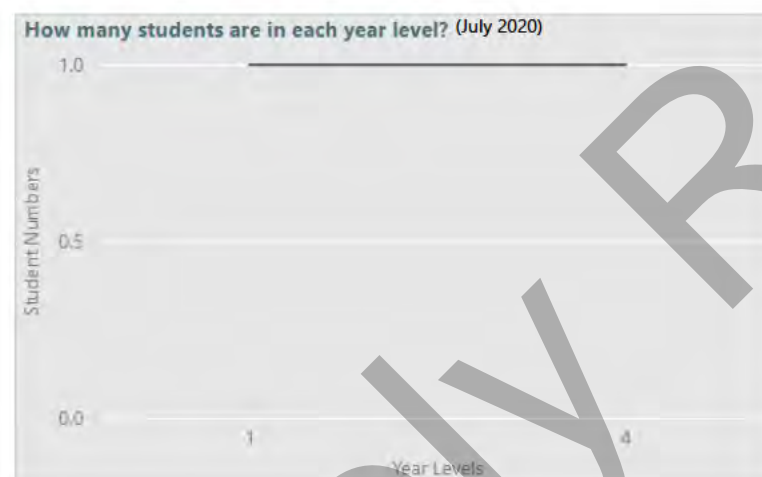 How many students are in each year level? (July 2020)
1.0
Student Numbers
0.5
0.0
1
4
Year Levels
ly R